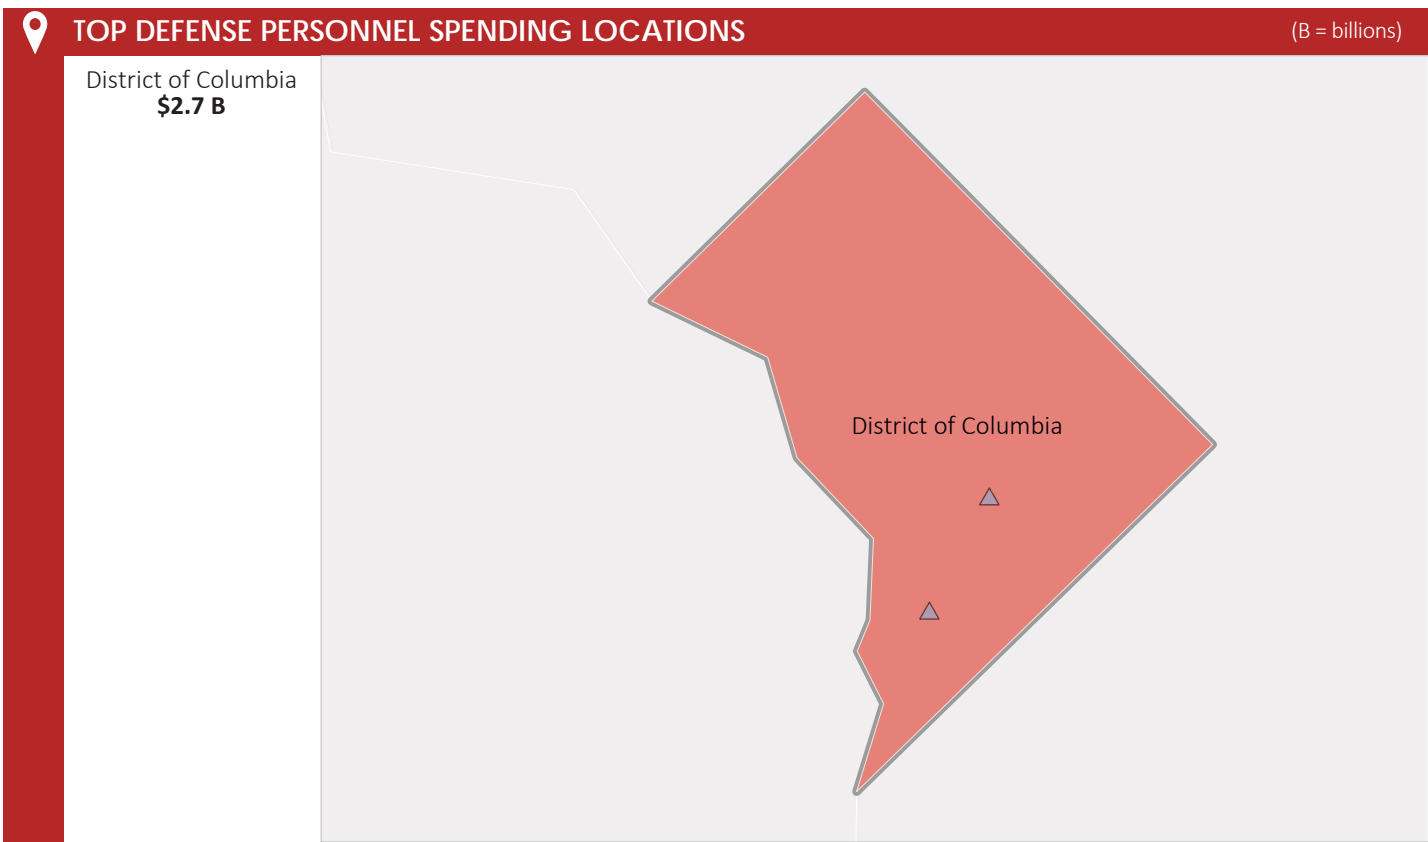 TOP DEFENSE PERSONNEL SPENDING LOCATIONS
(B = billions)
District of Columbia
$2.7 B
District of Columbia